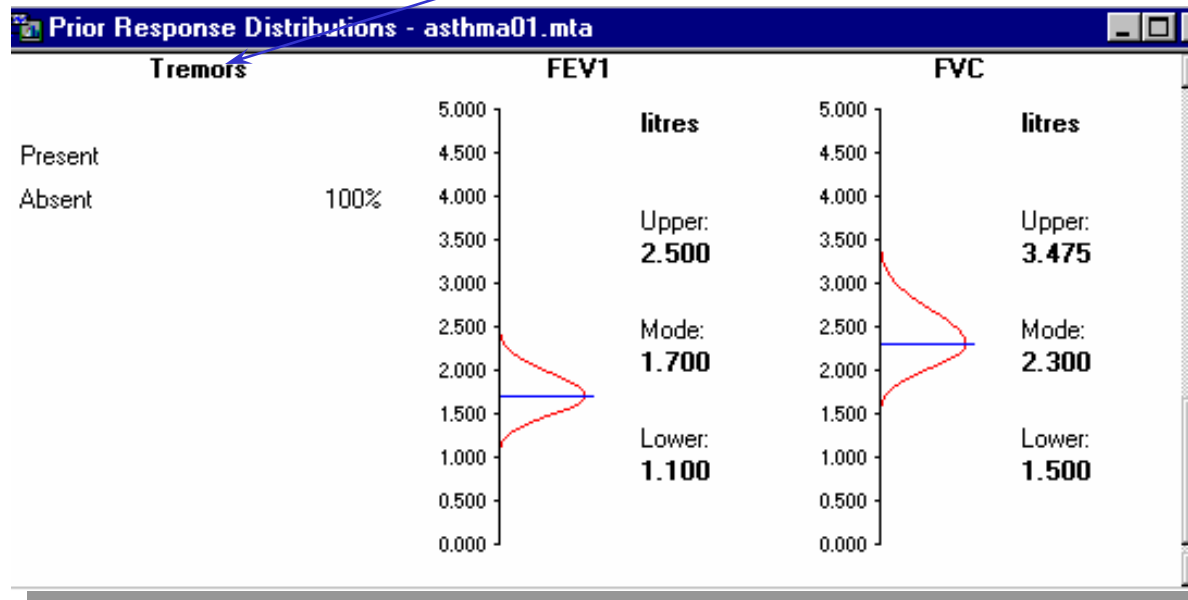 Prior Response Distributions - asthma01.mta
Tremors
Present
Absent 100%
FEV1
5.000
4.500
4.000
3.500
3.000
2.500
2.000
1.500
1.000
0.500
0.000
litres
Upper:
2.500
Mode:
1.700
Lower:
1.100
FVC
5.000
4.500
4.000
3.500
3.000
2.500
2.000
1.500
1.000
0.500
0.000
litres
Upper:
3.475
Mode:
2.300
Lower:
1.500